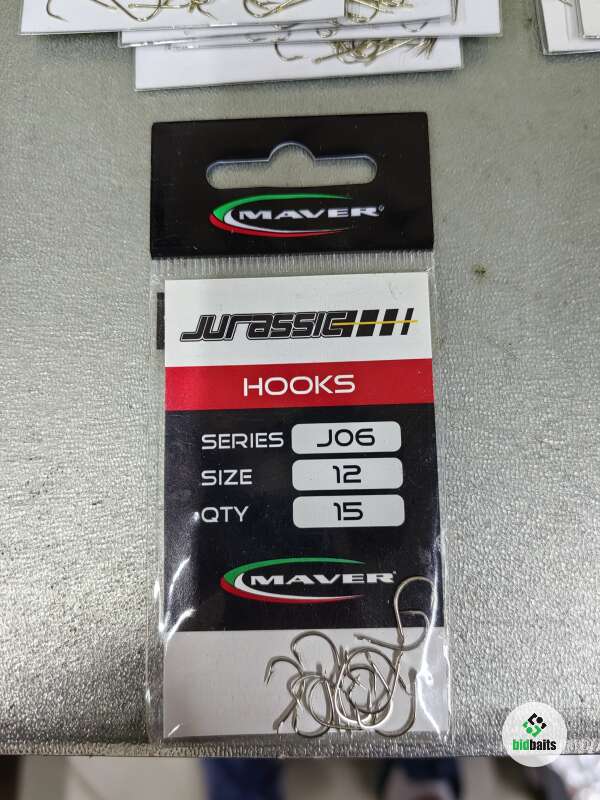 MAVER
JURASSIC
HOOKS
SERIES J06
SIZE 12
QTY 15
MAVER
bidbaits